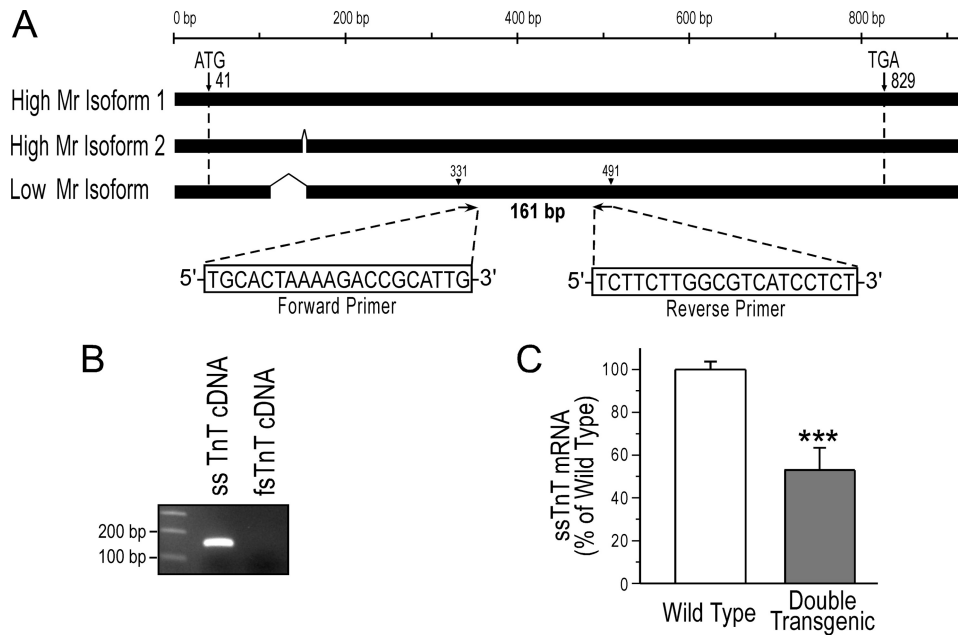 A
0 bp 200 bp 400 bp 600 bp 800 bp
ATG TGA
41 829
High Mr Isoform 1
High Mr Isoform 2
Low Mr Isoform 331 491
161 bp
5'-TGCACTAAAAGACCGCATTG-3' 5'-TCTTCTTGGCGTCATCCTCT-3'
Forward Primer Reverse Primer
B
ss TnT cDNA
fsTnT cDNA
200 bp
100 bp
C
ssTnT mRNA
(% of Wild Type)
100
80
60
40
20
0
***
Wild Type
Double
Transgenic